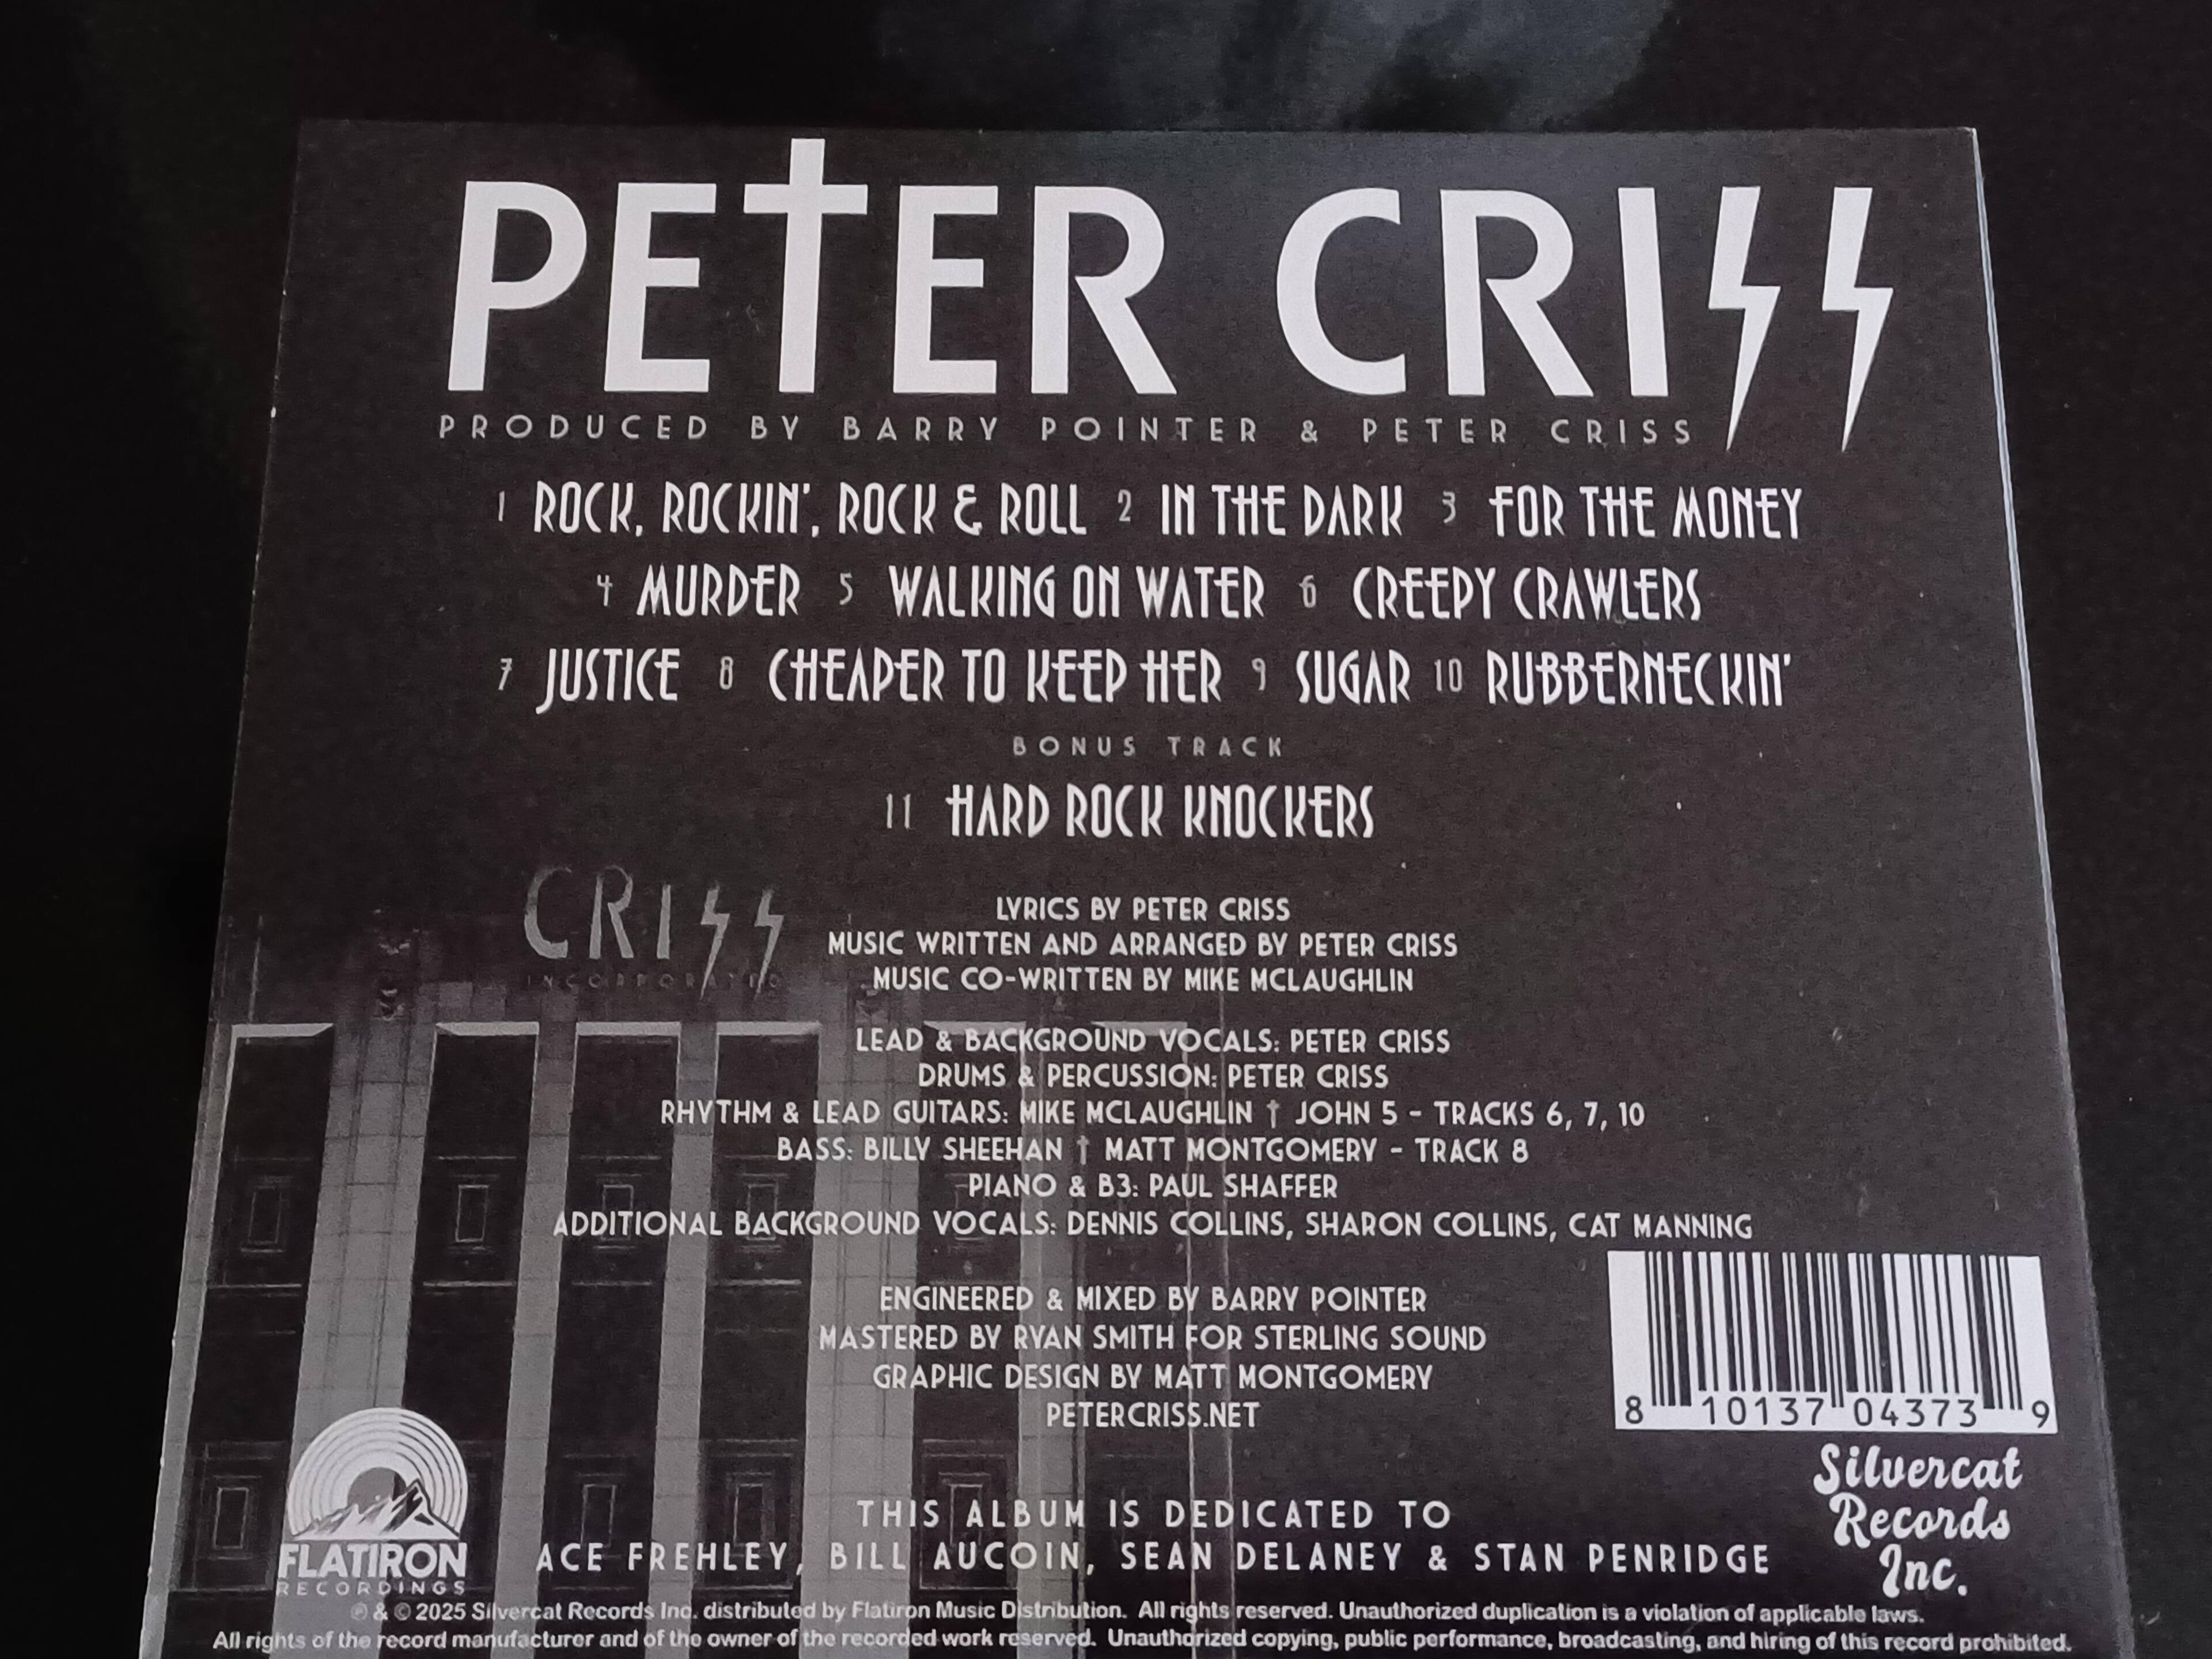 PETER CRISS
PRODUCED BY BARRY POINTER & PETER CRISS
1 ROCK, ROCKIN', ROCK & ROLL 2 IN THE DARK 3 FOR THE MONEY
4 MURDER 5 WALKING ON WATER 6 CREEPY CRAWLERS
7 JUSTICE 8 CHEAPER TO KEEP HER 9 SUGAR 10 RUBBERNECKIN'
BONUS TRACK
11 HARD ROCK KNOCKERS
CRISS
INCORPORATED
LYRICS BY PETER CRISS
MUSIC WRITTEN AND ARRANGED BY PETER CRISS
MUSIC CO-WRITTEN BY MIKE MCLAUGHLIN
LEAD & BACKGROUND VOCALS: PETER CRISS
DRUMS & PERCUSSION: PETER CRISS
RHYTHM & LEAD GUITARS: MIKE MCLAUGHLIN † JOHN 5 - TRACKS 6, 7, 10
BASS: BILLY SHEEHAN † MATT MONTGOMERY - TRACK 8
PIANO & B3: PAUL SHAFFER
ADDITIONAL BACKGROUND VOCALS: DENNIS COLLINS, SHARON COLLINS, CAT MANNING
ENGINEERED & MIXED BY BARRY POINTER
MASTERED BY RYAN SMITH FOR STERLING SOUND
GRAPHIC DESIGN BY MATT MONTGOMERY
PETERCRISS.NET
8 10137 04373 9
Silvercat
Records
Inc.
THIS ALBUM IS DEDICATED TO
ACE FREHLEY, BILL AUCOIN, SEAN DELANEY & STAN PENRIDGE
FLATIRON
RECORDINGS
℗ & © 2025 Silvercat Records Inc. distributed by Flatiron Music Distribution. All rights reserved. Unauthorized duplication is a violation of applicable laws.
All rights of the record manufacturer and of the owner of the recorded work reserved. Unauthorized copying, public performance, broadcasting, and hiring of this record prohibited.